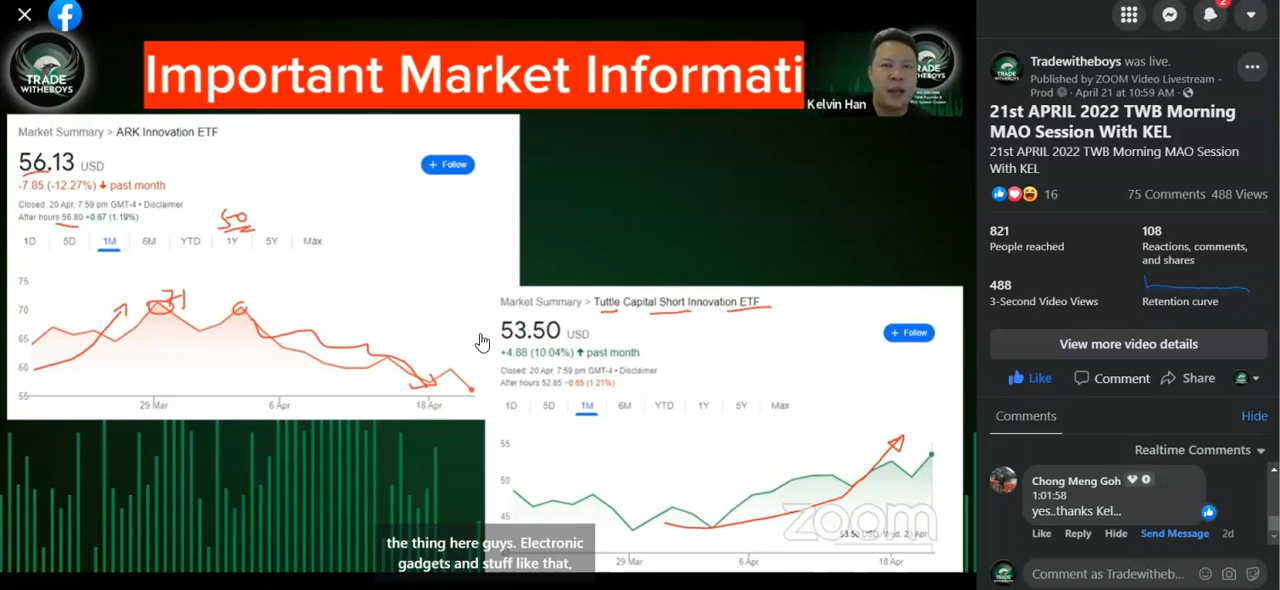 TRADE
WITHEBOYS
Important Market Informati
Kelvin Han
Market Summary > ARK Innovation ETF
56.13 USD
+ Follow
-7.85 (-12.27%) ↓ past month
Closed: 20 Apr, 7:59 pm GMT-4 • Disclaimer
After hours 56.80 +0.67 (1.19%)
50
1D 5D 1M 6M YTD 1Y 5Y Max
75
70
65
60
55
71
29 Mar 6 Apr 18 Apr
Market Summary > Tuttle Capital Short Innovation ETF
53.50 USD
+ Follow
+4.88 (10.04%) ↑ past month
Closed: 20 Apr, 7:59 pm GMT-4 • Disclaimer
After hours 52.85 -0.65 (1.21%)
1D 5D 1M 6M YTD 1Y 5Y Max
55
50
45
zoom
29 Mar 6 Apr 18 Apr
the thing here guys. Electronic
gadgets and stuff like that,
2
Tradewitheboys was live.
Published by ZOOM Video Livestream -
Prod · April 21 at 10:59 AM ·
21st APRIL 2022 TWB Morning
MAO Session With KEL
21st APRIL 2022 TWB Morning MAO Session
With KEL
16 75 Comments 488 Views
821
People reached
108
Reactions, comments,
and shares
488
3-Second Video Views
Retention curve
View more video details
Like Comment Share
Comments Hide
Realtime Comments
Chong Meng Goh
1:01:58
yes..thanks Kel...
Like Reply Hide Send Message 2d
Comment as Tradewitheb...